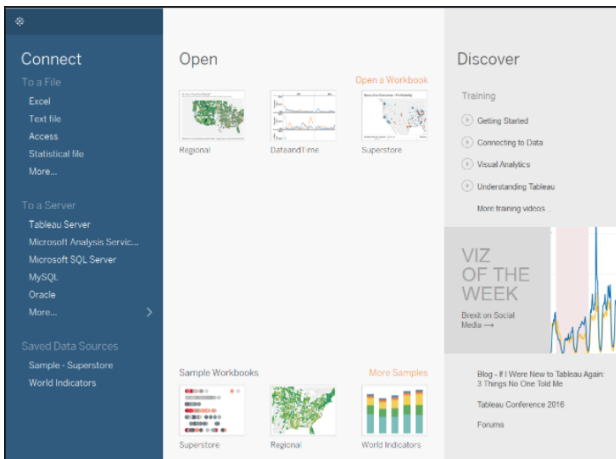 Connect
To a File
Excel
Text file
Access
Statistical file
More...
To a Server
Tableau Server
Microsoft Analysis Servic...
Microsoft SQL Server
MySQL
Oracle
More...
Saved Data Sources
Sample - Superstore
World Indicators
Open
Open a Workbook
Regional
DateandTime
Superstore
Sample Workbooks
More Samples
Superstore
Regional
World Indicators
Discover
Training
Getting Started
Connecting to Data
Visual Analytics
Understanding Tableau
More training videos...
VIZ
OF THE
WEEK
Brexit on Social
Media →
Blog - If I Were New to Tableau Again:
3 Things No One Told Me
Tableau Conference 2016
Forums